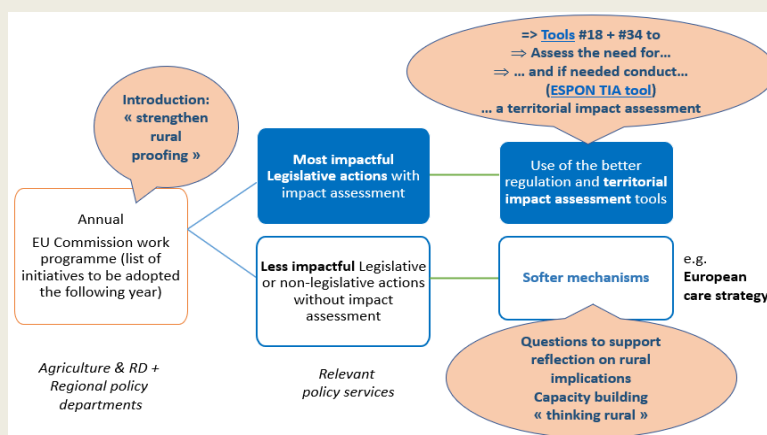 => Tools #18 + #34 to
⇒ Assess the need for…
⇒ … and if needed conduct…
(ESPON TIA tool)
… a territorial impact assessment
Introduction:
« strengthen
rural
proofing »
Most impactful
Legislative actions with
impact assessment
Use of the better
regulation and territorial
impact assessment tools
Annual
EU Commission work
programme (list of
initiatives to be adopted
the following year)
Less impactful Legislative
or non-legislative actions
without impact
assessment
Softer mechanisms
e.g.
European
care strategy
Agriculture & RD +
Regional policy
departments
Relevant
policy services
Questions to support
reflection on rural
implications
Capacity building
« thinking rural »